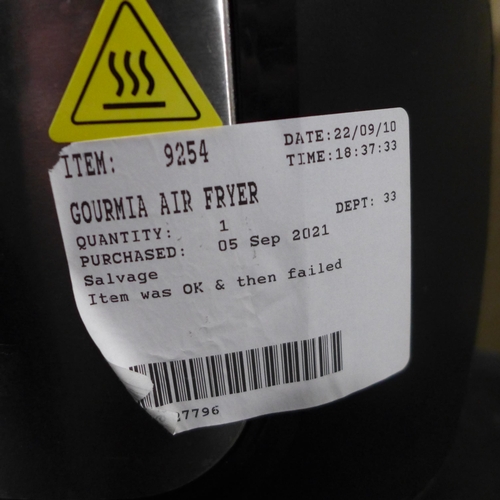 ITEM: 9254 DATE:22/09/10
TIME:18:37:33
GOURMIA AIR FRYER
DEPT: 33
QUANTITY: 1
PURCHASED: 05 Sep 2021
Salvage
Item was OK & then failed
27796